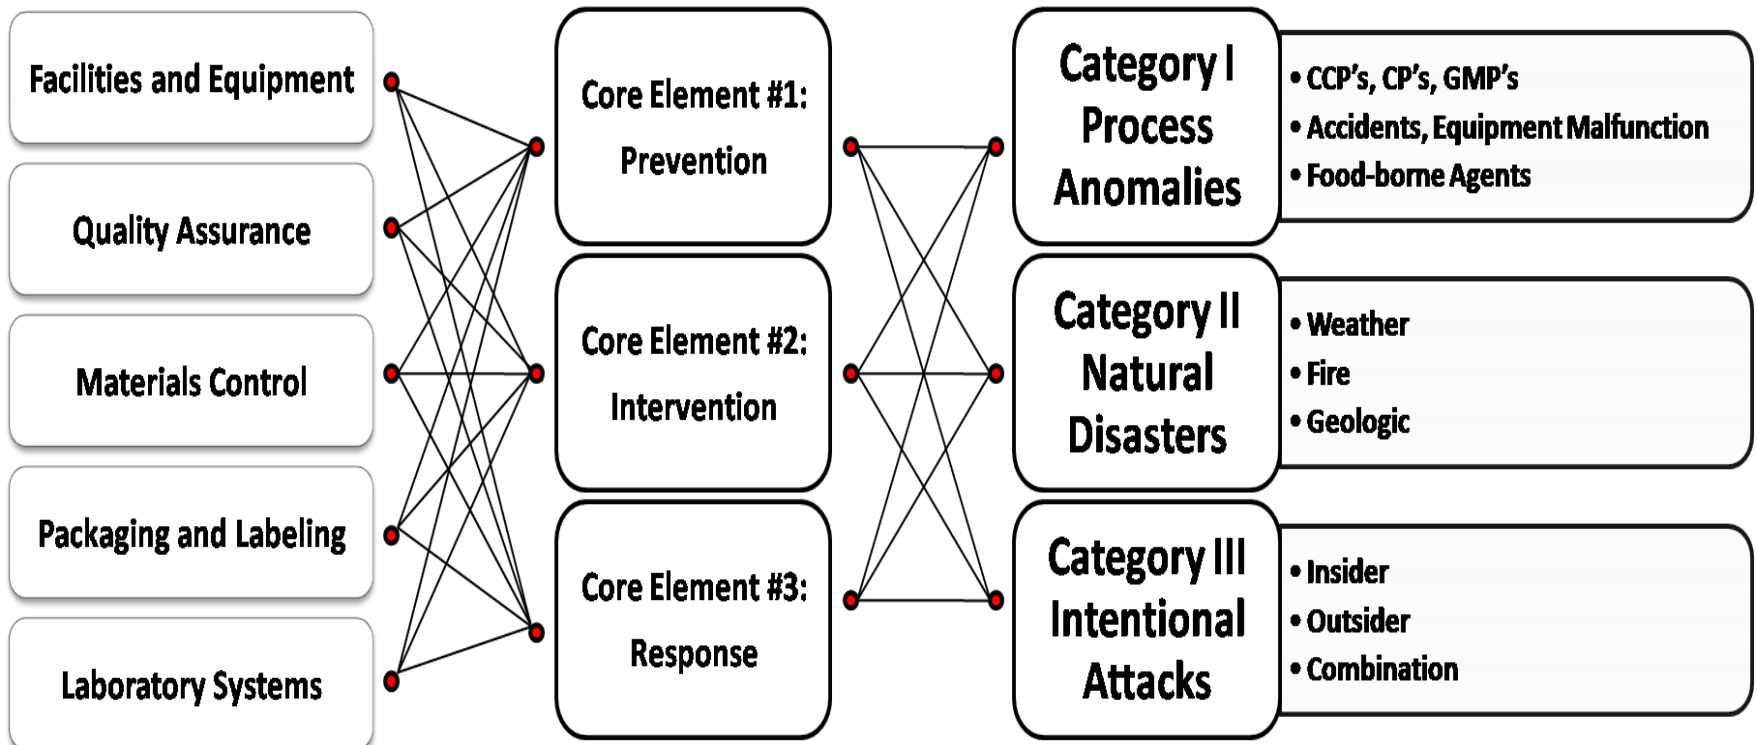 Facilities and Equipment
Quality Assurance
Materials Control
Packaging and Labeling
Laboratory Systems
Core Element #1:
Prevention
Core Element #2:
Intervention
Core Element #3:
Response
Category I
Process
Anomalies
• CCP's, CP's, GMP's
• Accidents, Equipment Malfunction
• Food-borne Agents
Category II
Natural
Disasters
• Weather
• Fire
• Geologic
Category III
Intentional
Attacks
• Insider
• Outsider
• Combination